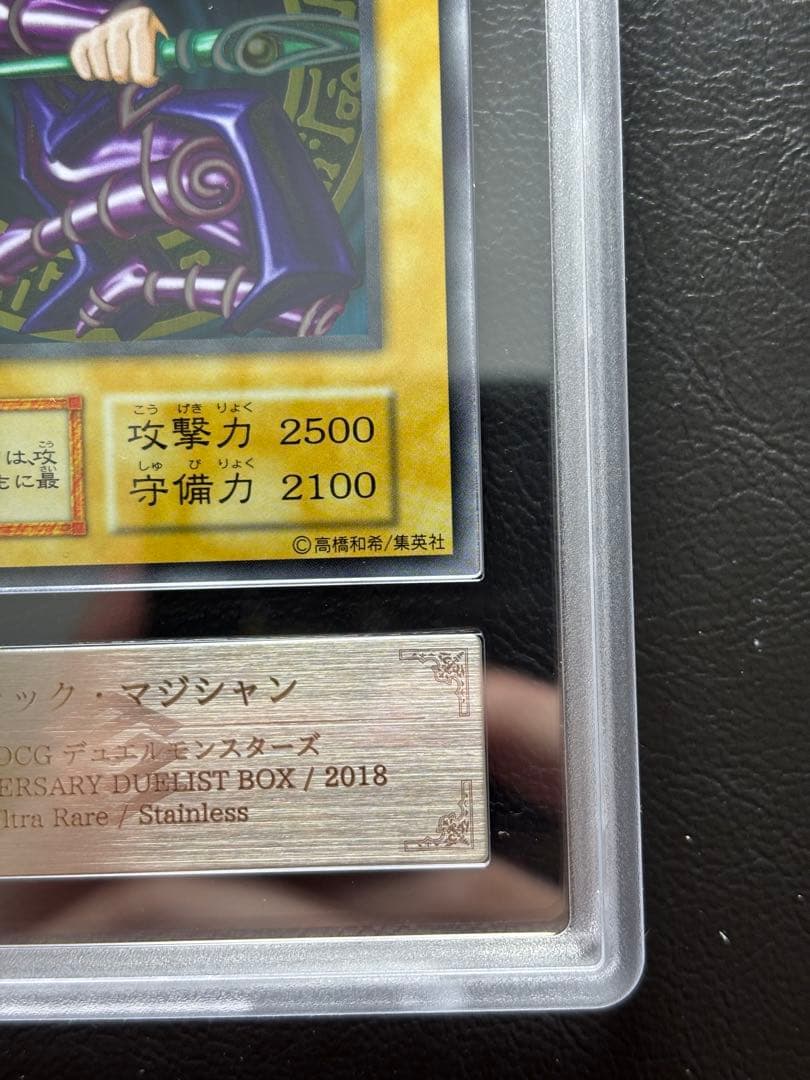 は、攻
もに最
こう げき りょく
攻撃力 2500
しゅ び りょく
守備力 2100
©高橋和希/集英社
ック・マジシャン
OCG デュエルモンスターズ
ERSARY DUELIST BOX / 2018
ltra Rare / Stainless